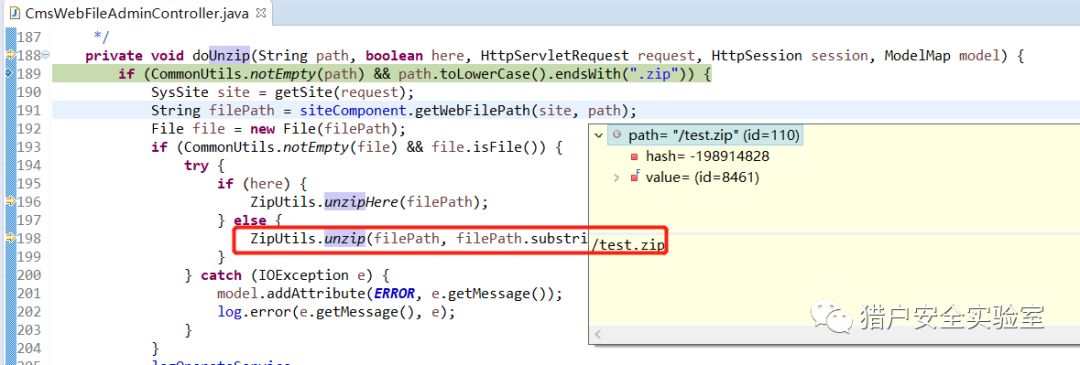 CmsWebFileAdminController.java
187 */
188 private void doUnzip(String path, boolean here, HttpServletRequest request, HttpSession session, ModelMap model) {
189 if (CommonUtils.notEmpty(path) && path.toLowerCase().endsWith(".zip")) {
190 SysSite site = getSite(request);
191 String filePath = siteComponent.getWebFilePath(site, path);
192 File file = new File(filePath);
193 if (CommonUtils.notEmpty(file) && file.isFile()) {
194 try {
195 if (here) {
196 ZipUtils.unzipHere(filePath);
197 } else {
198 ZipUtils.unzip(filePath, filePath.substri
199 }
200 } catch (IOException e) {
201 model.addAttribute(ERROR, e.getMessage());
202 log.error(e.getMessage(), e);
203 }
204 }
path= "/test.zip" (id=110)
hash= -198914828
value= (id=8461)
/test.zip
猎户安全实验室